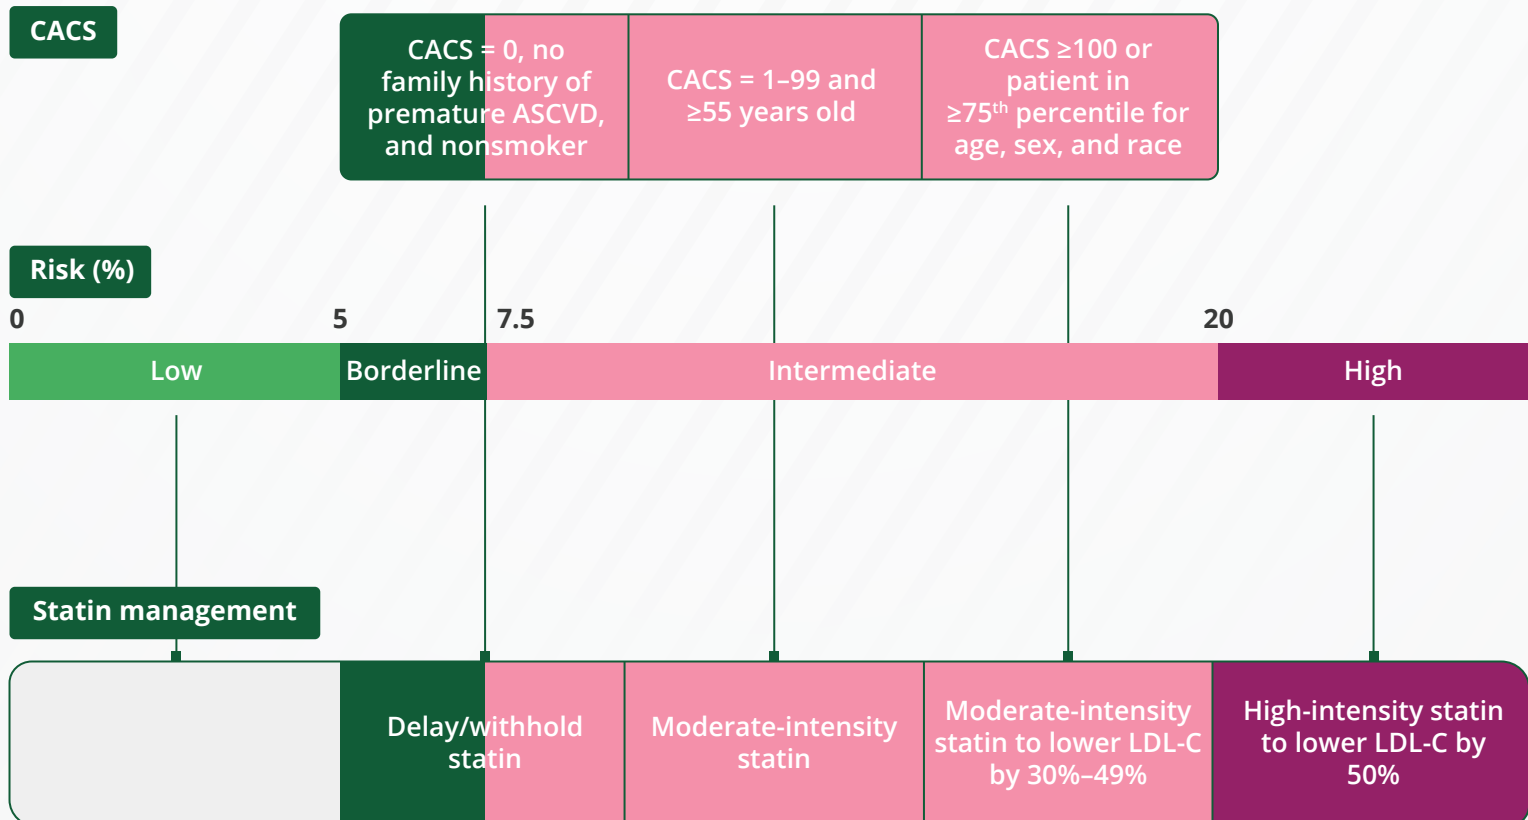 CACS
CACS = 0, no
family history of
premature ASCVD,
and nonsmoker
CACS = 1–99 and
≥55 years old
CACS ≥100 or
patient in
≥75th percentile for
age, sex, and race
Risk (%)
0
5
7.5
20
Low
Borderline
Intermediate
High
Statin management
Delay/withhold
statin
Moderate-intensity
statin
Moderate-intensity
statin to lower LDL-C
by 30%–49%
High-intensity statin
to lower LDL-C by
50%